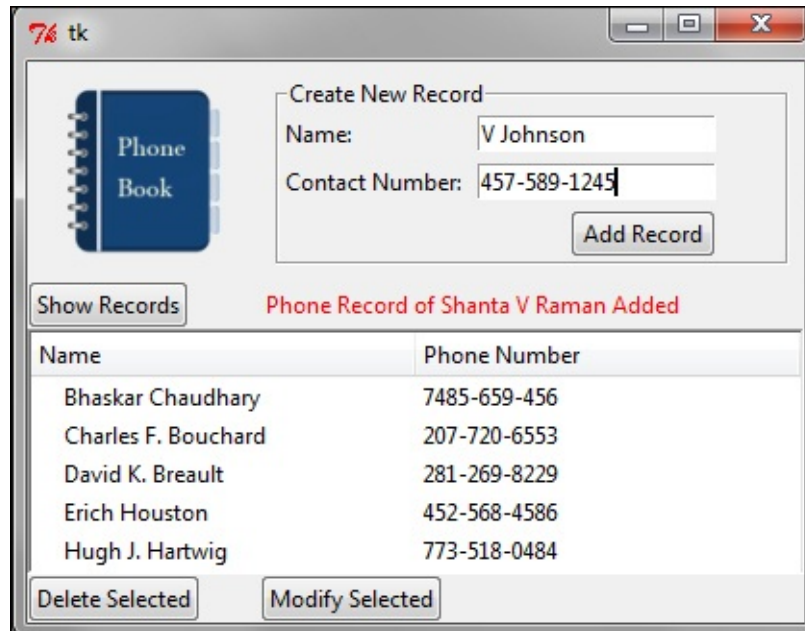 tk
Phone
Book
Create New Record
Name: V Johnson
Contact Number: 457-589-1245
Add Record
Show Records Phone Record of Shanta V Raman Added
Name Phone Number
Bhaskar Chaudhary 7485-659-456
Charles F. Bouchard 207-720-6553
David K. Breault 281-269-8229
Erich Houston 452-568-4586
Hugh J. Hartwig 773-518-0484
Delete Selected Modify Selected